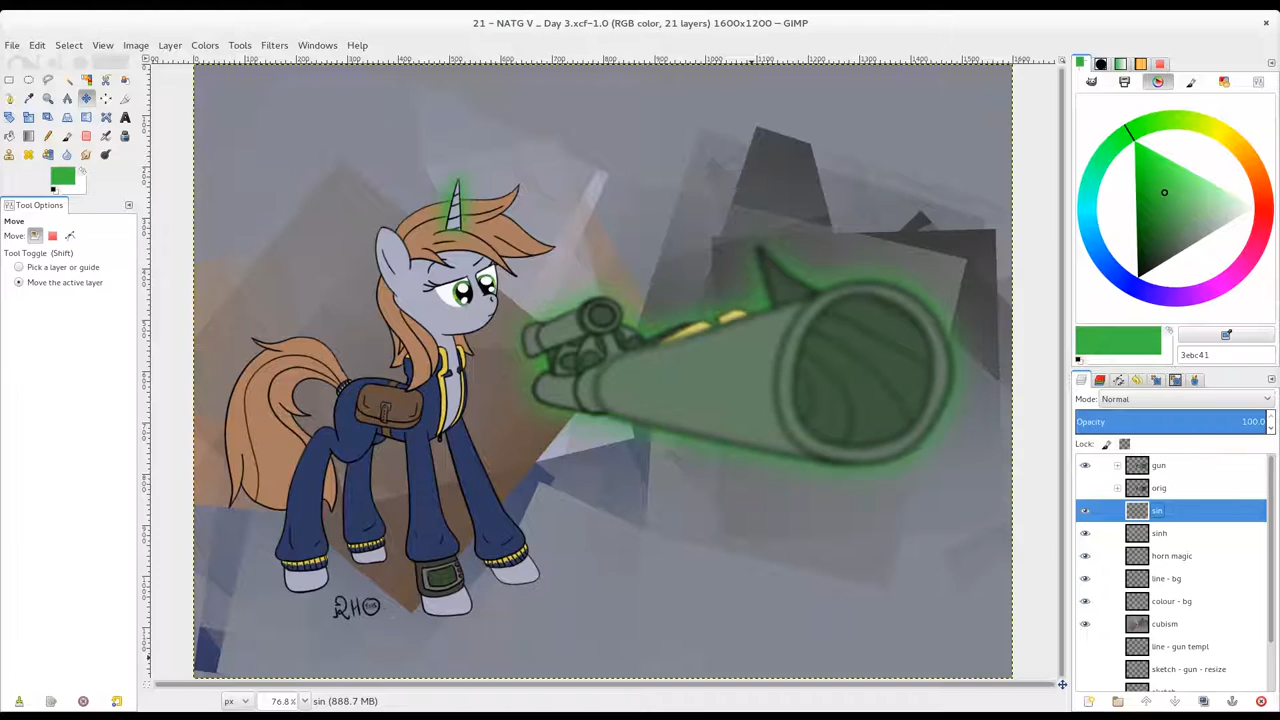 21 - NATG V _ Day 3.xcf-1.0 (RGB color, 21 layers) 1600x1200 – GIMP
File Edit Select View Image Layer Colors Tools Filters Windows Help
Tool Options
Move
Move:
Tool Toggle (Shift)
Pick a layer or guide
Move the active layer
3ebc41
Mode: Normal
Opacity 100.0
Lock:
gun
orig
sin
sinh
horn magic
line - bg
colour - bg
cubism
line - gun templ
sketch - gun - resize
RHO
px 76.8% sin (888.7 MB)